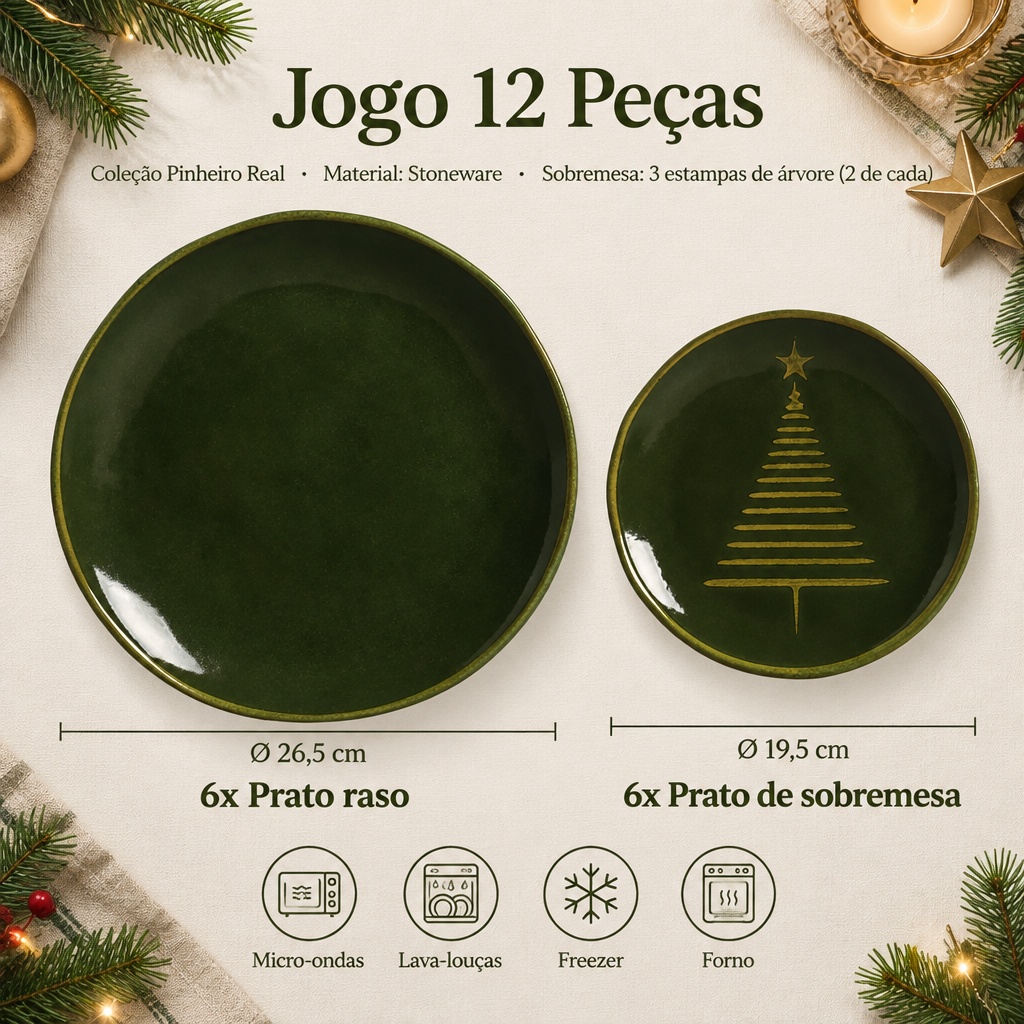 Jogo 12 Peças
Coleção Pinheiro Real • Material: Stoneware • Sobremesa: 3 estampas de árvore (2 de cada)
Ø 26,5 cm
6x Prato raso
Ø 19,5 cm
6x Prato de sobremesa
Micro-ondas
Lava-louças
Freezer
Forno